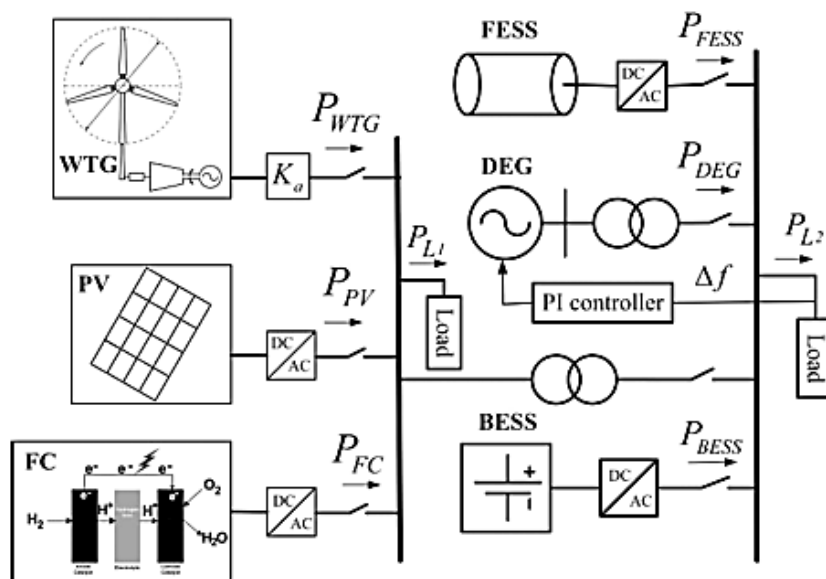 WTG
K_a
P_WTG
PV
DC
AC
P_PV
FC
e-
e-
e-
H2
H+
H+
O2
H2O
DC
AC
P_FC
P_L1
Load
FESS
DC
AC
P_FESS
DEG
P_DEG
PI controller
Δf
P_L2
Load
BESS
+
DC
AC
P_BESS